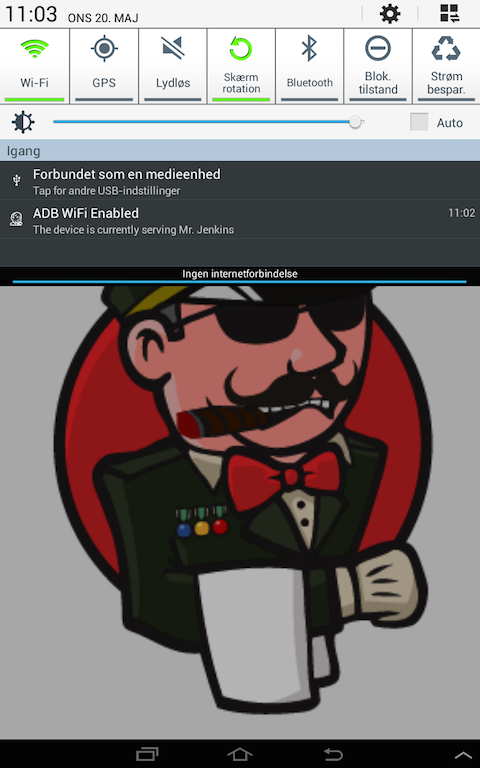 11:03 ONS 20. MAJ
Wi-Fi
GPS
Lydløs
Skærm
rotation
Bluetooth
Blok.
tilstand
Strøm
bespar.
Auto
Igang
Forbundet som en medieenhed
Tap for andre USB-indstillinger
ADB WiFi Enabled 11:02
The device is currently serving Mr. Jenkins
Ingen internetforbindelse